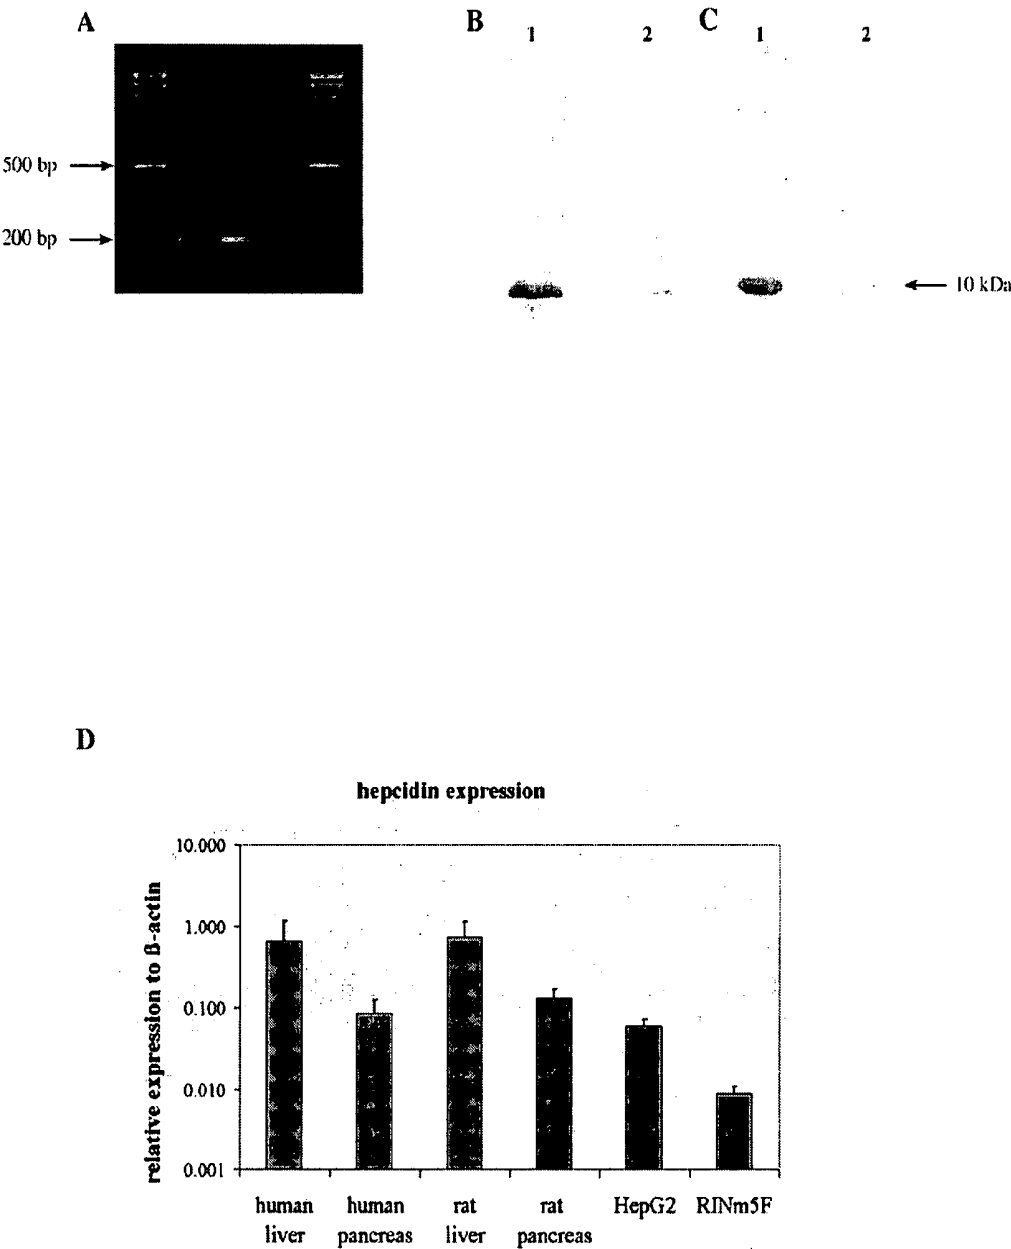 A
B
1
2
C
1
2
500 bp
200 bp
10 kDa
D
hepcidin expression
relative expression to ß-actin
10.000
1.000
0.100
0.010
0.001
human liver
human pancreas
rat liver
rat pancreas
HepG2
RINm5F